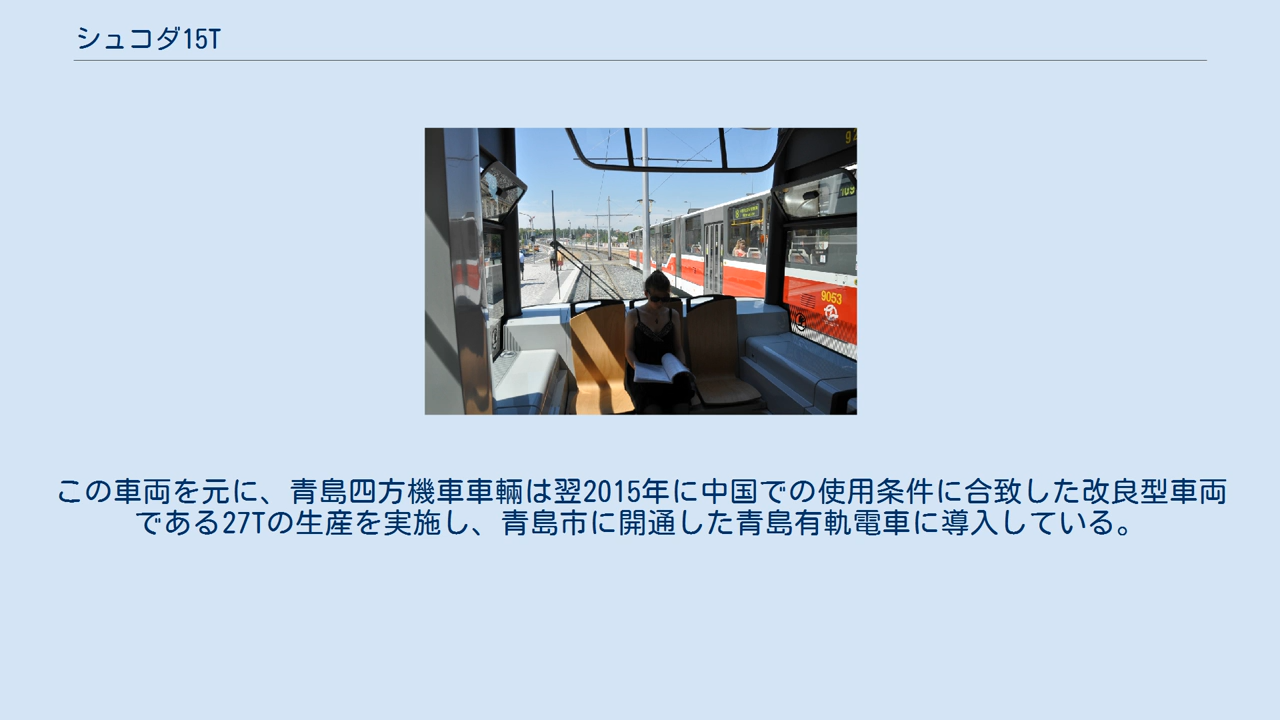 シュコダ15T
8
9053
この車両を元に、青島四方機車車輛は翌2015年に中国での使用条件に合致した改良型車両
である27Tの生産を実施し、青島市に開通した青島有軌電車に導入している。